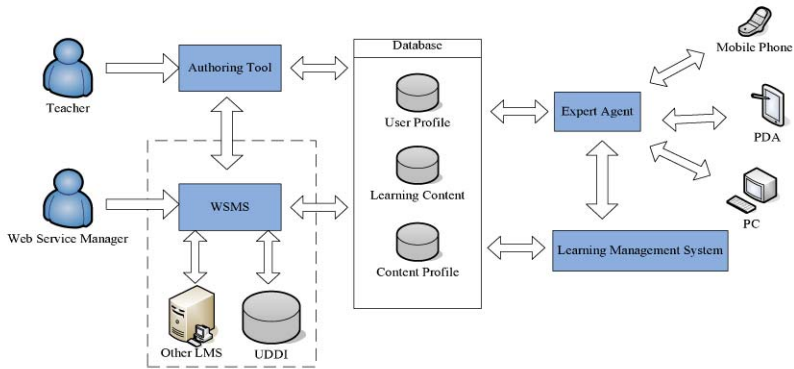 Teacher
Authoring Tool
Database
User Profile
Learning Content
Content Profile
Expert Agent
Mobile Phone
PDA
PC
Web Service Manager
WSMS
Learning Management System
Other LMS
UDDI